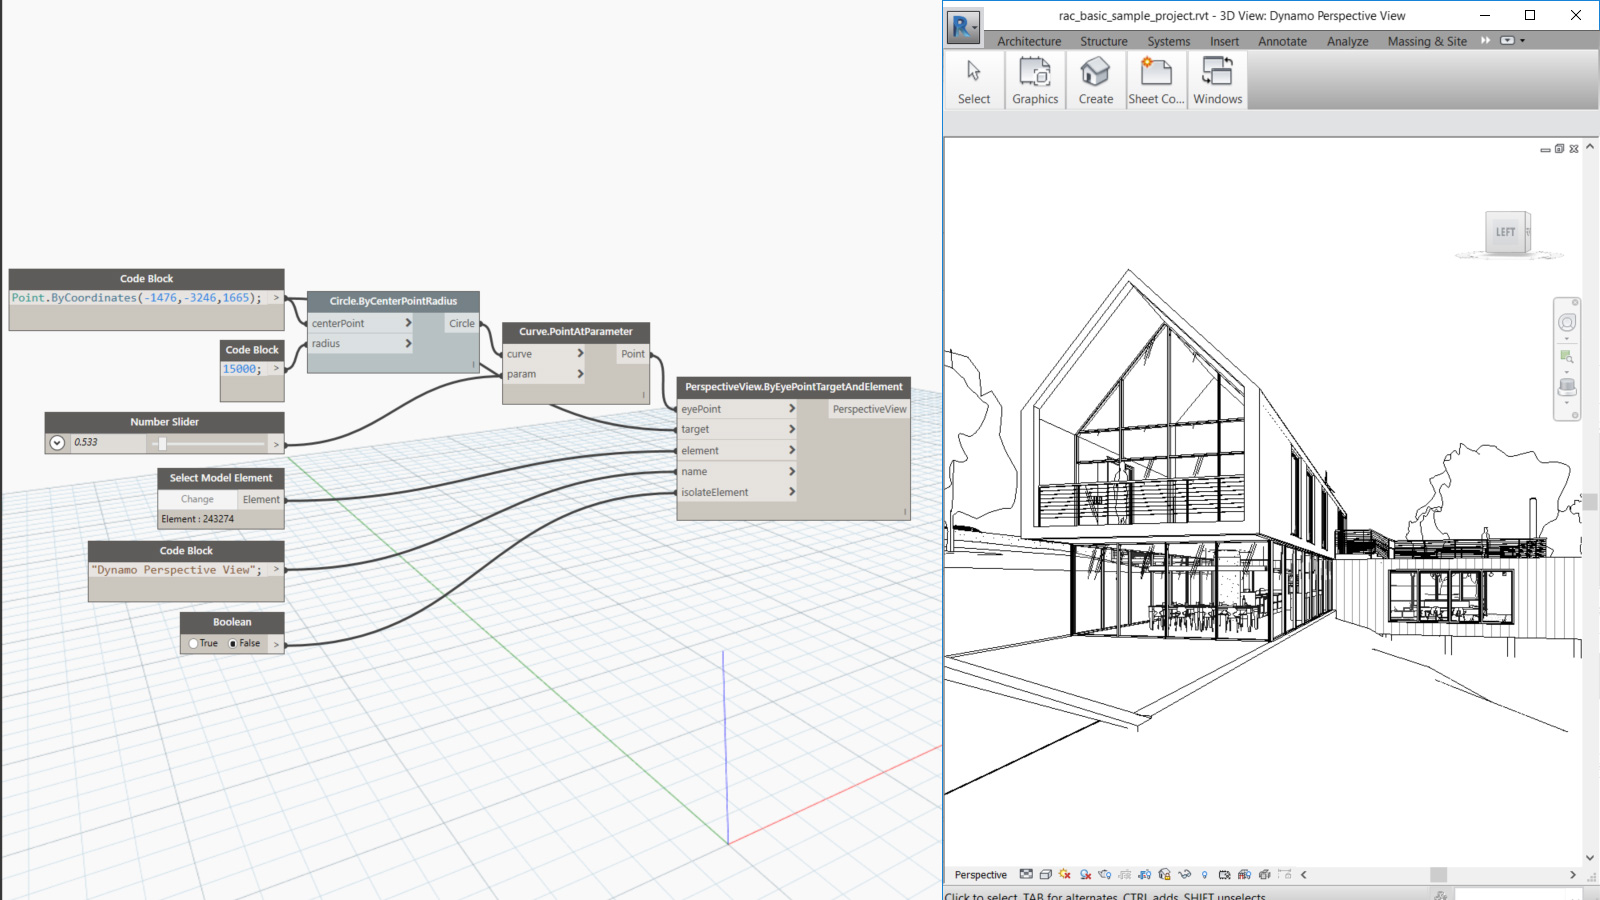 Code Block
Point.ByCoordinates(-1476,-3246,1665); >
Circle.ByCenterPointRadius
centerPoint > Circle
radius >
Code Block
15000; >
Curve.PointAtParameter
curve > Point
param >
Number Slider
0.533 >
PerspectiveView.ByEyePointTargetAndElement
eyePoint > PerspectiveView
target >
element >
name >
isolateElement >
Select Model Element
Change Element
Element : 243274
Code Block
"Dynamo Perspective View"; >
Boolean
True False >
rac_basic_sample_project.rvt - 3D View: Dynamo Perspective View
Architecture Structure Systems Insert Annotate Analyze Massing & Site
Select Graphics Create Sheet Co... Windows
LEFT
Perspective
Click to select, TAB for alternates, CTRL adds, SHIFT unselects.